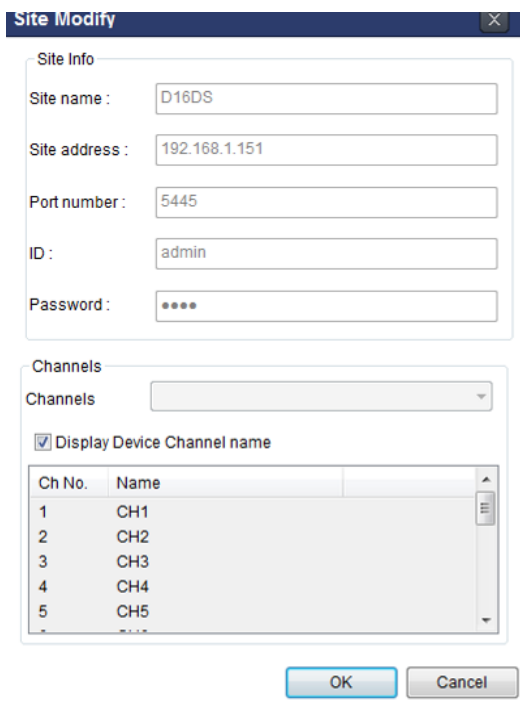 Site Modify
Site Info
Site name : D16DS
Site address : 192.168.1.151
Port number : 5445
ID : admin
Password : ●●●●
Channels
Channels
Display Device Channel name
Ch No. Name
1 CH1
2 CH2
3 CH3
4 CH4
5 CH5
OK Cancel